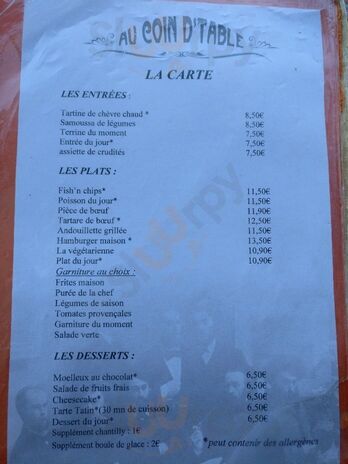 AU COIN D'TABLE
LA CARTE
LES ENTRÉES :
Tartine de chèvre chaud * 8,50€
Samoussa de légumes 8,50€
Terrine du moment 7,50€
Entrée du jour* 7,50€
assiette de crudités 7,50€
LES PLATS :
Fish'n chips* 11,50€
Poisson du jour* 11,50€
Pièce de bœuf 11,90€
Tartare de bœuf * 12,50€
Andouillette grillée 11,50€
Hamburger maison * 13,50€
La végétarienne 10,90€
Plat du jour* 10,90€
Garniture au choix :
Frites maison
Purée de la chef
Légumes de saison
Tomates provençales
Garniture du moment
Salade verte
LES DESSERTS :
Moelleux au chocolat* 6,50€
Salade de fruits frais 6,50€
Cheesecake* 6,50€
Tarte Tatin*(30 mn de cuisson) 6,50€
Dessert du jour* 6,50€
Supplément chantilly : 1€
Supplément boule de glace : 2€ *peut contenir des allergènes